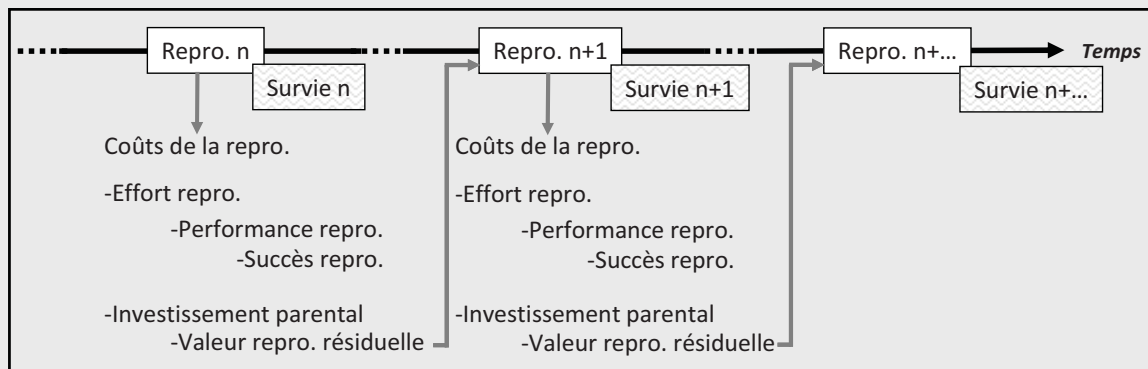 Repro. n
Repro. n+1
Repro. n+...
Temps
Survie n
Survie n+1
Survie n+...
Coûts de la repro.
-Effort repro.
-Performance repro.
-Succès repro.
-Investissement parental
-Valeur repro. résiduelle
Coûts de la repro.
-Effort repro.
-Performance repro.
-Succès repro.
-Investissement parental
-Valeur repro. résiduelle